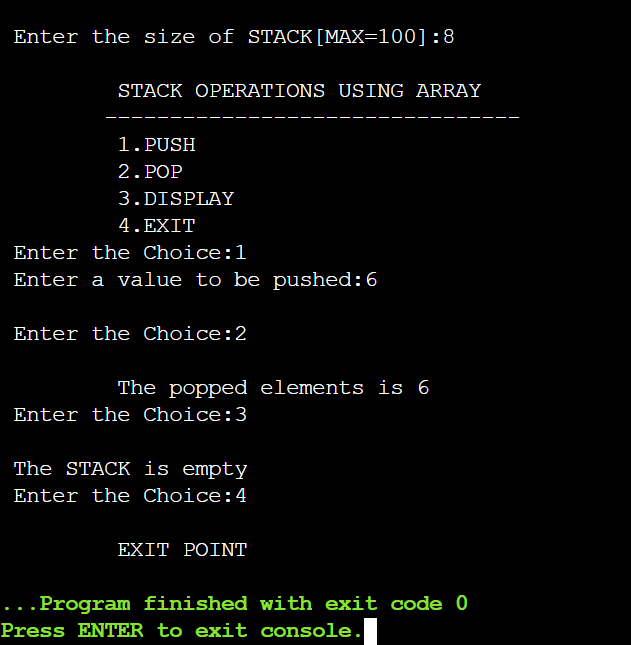 Enter the size of STACK[MAX=100]:8
STACK OPERATIONS USING ARRAY
--------------------------------
1.PUSH
2.POP
3.DISPLAY
4.EXIT
Enter the Choice:1
Enter a value to be pushed:6
Enter the Choice:2
The popped elements is 6
Enter the Choice:3
The STACK is empty
Enter the Choice:4
EXIT POINT
...Program finished with exit code 0
Press ENTER to exit console.